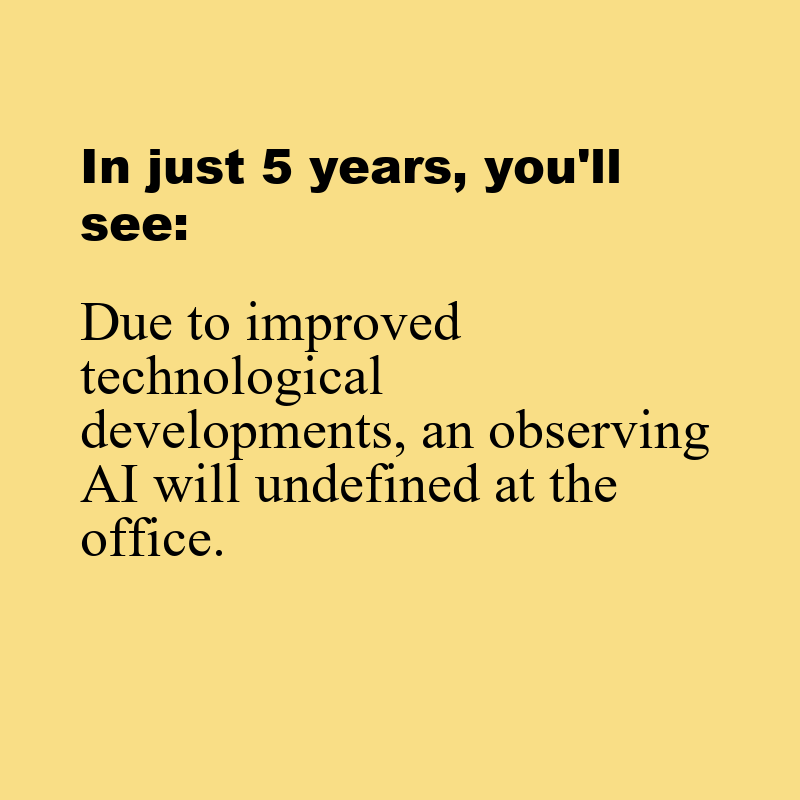 In just 5 years, you'll
see:
Due to improved
technological
developments, an observing
AI will undefined at the
office.